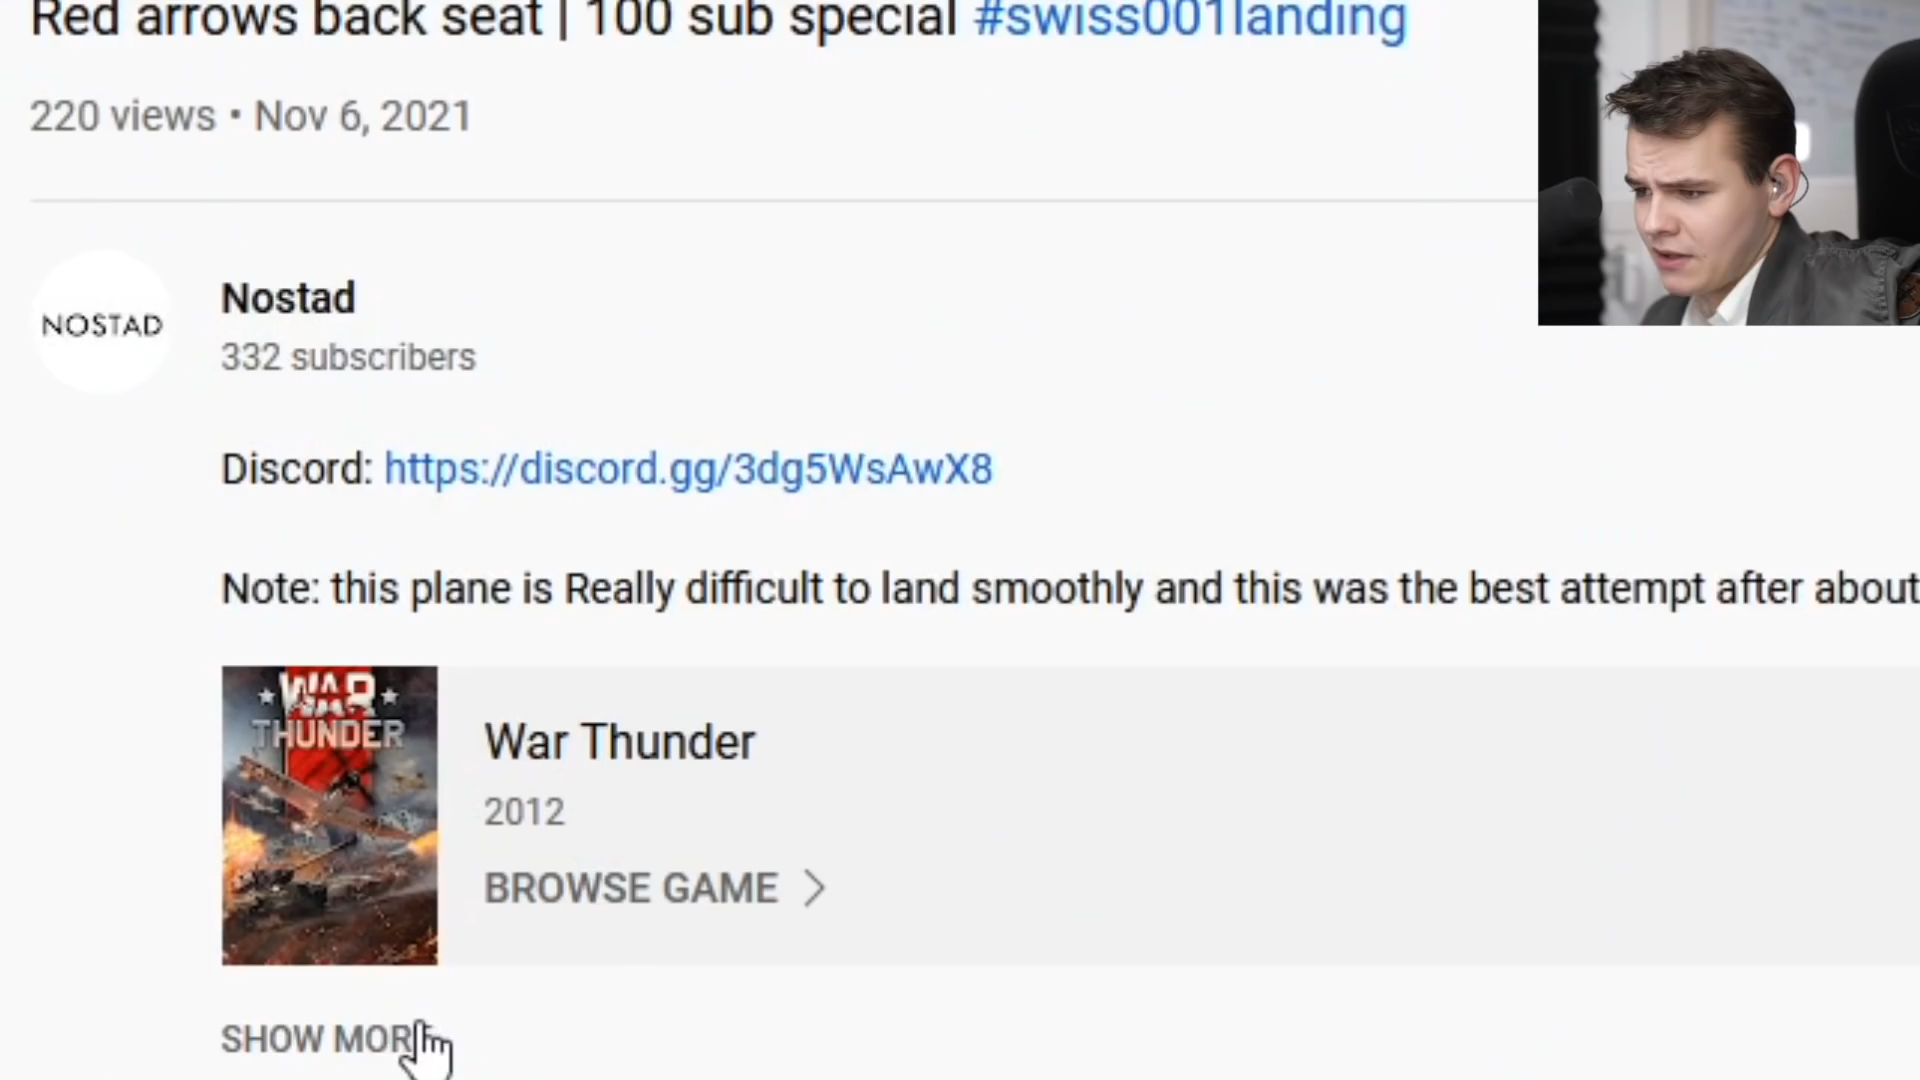 Red arrows back seat | 100 sub special #swiss001landing
220 views • Nov 6, 2021
NOSTAD
Nostad
332 subscribers
Discord: https://discord.gg/3dg5WsAwX8
Note: this plane is Really difficult to land smoothly and this was the best attempt after about
WAR
THUNDER
War Thunder
2012
BROWSE GAME
SHOW MOR